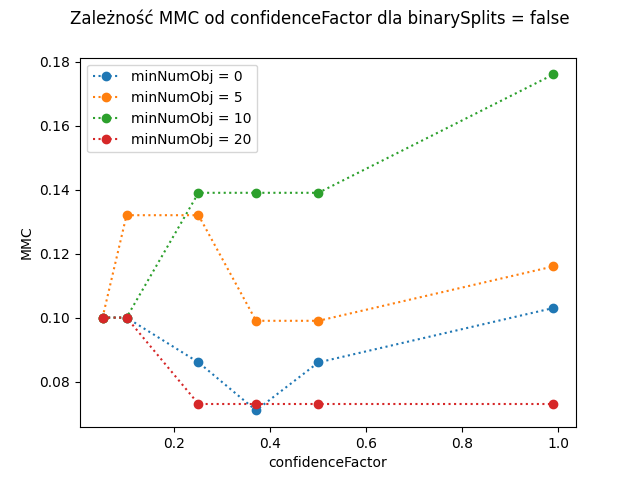 Zależność MMC od confidenceFactor dla binarySplits = false
0.18
0.16
0.14
0.12
0.10
0.08
MMC
minNumObj = 0
minNumObj = 5
minNumObj = 10
minNumObj = 20
0.2
0.4
0.6
0.8
1.0
confidenceFactor